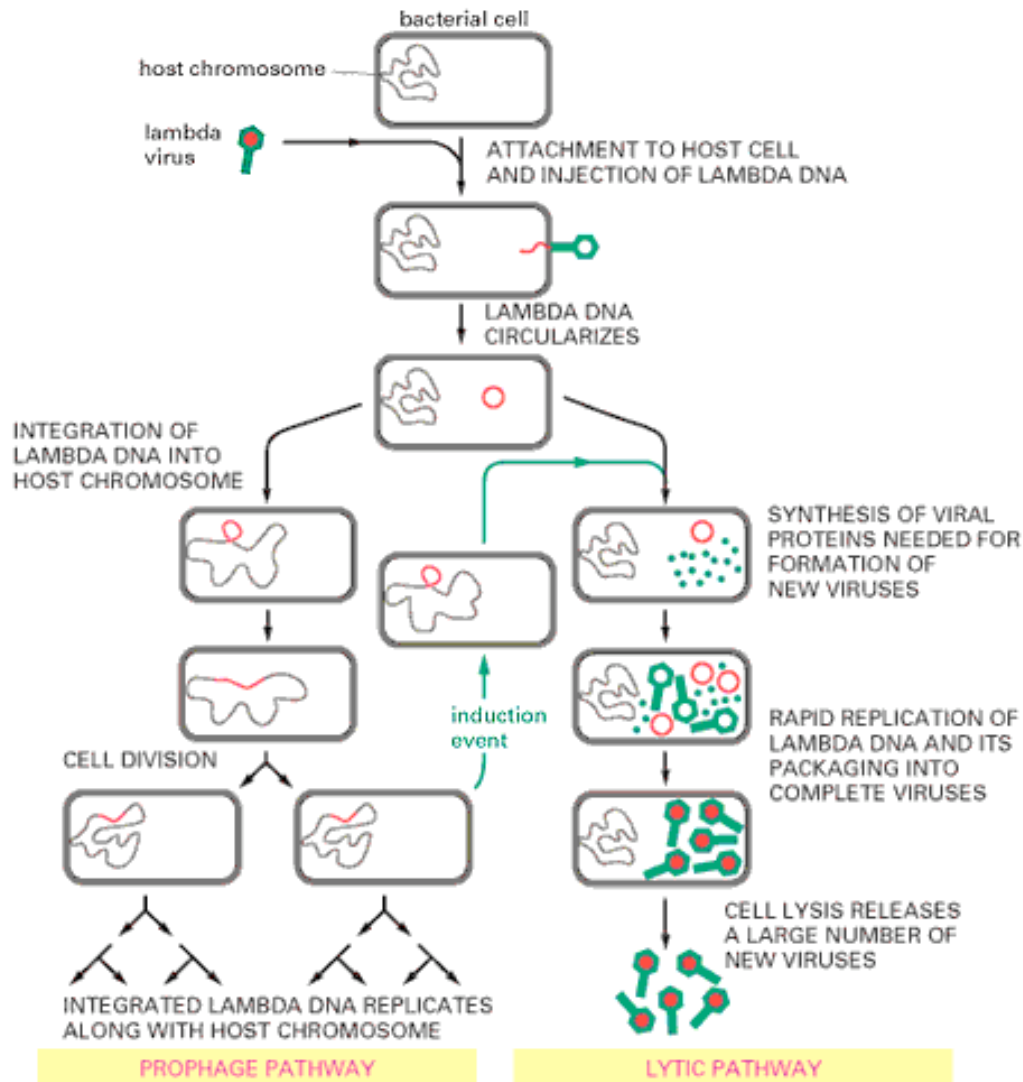 bacterial cell
host chromosome
lambda
virus
ATTACHMENT TO HOST CELL
AND INJECTION OF LAMBDA DNA
LAMBDA DNA
CIRCULARIZES
INTEGRATION OF
LAMBDA DNA INTO
HOST CHROMOSOME
SYNTHESIS OF VIRAL
PROTEINS NEEDED FOR
FORMATION OF
NEW VIRUSES
induction
event
RAPID REPLICATION OF
LAMBDA DNA AND ITS
PACKAGING INTO
COMPLETE VIRUSES
CELL DIVISION
CELL LYSIS RELEASES
A LARGE NUMBER OF
NEW VIRUSES
INTEGRATED LAMBDA DNA REPLICATES
ALONG WITH HOST CHROMOSOME
PROPHAGE PATHWAY
LYTIC PATHWAY